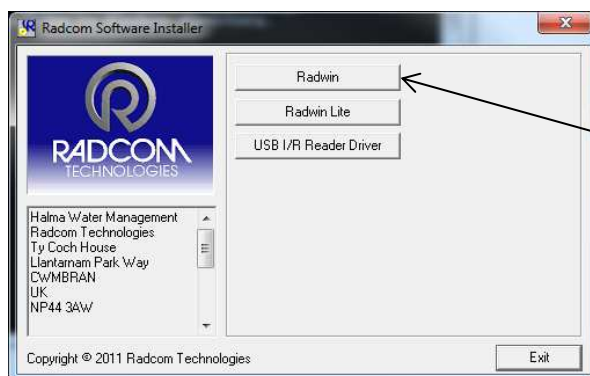 Radcom Software Installer
RADCOM
TECHNOLOGIES
Halma Water Management
Radcom Technologies
Ty Coch House
Llantarnam Park Way
CWMBRAN
UK
NP44 3AW
Radwin
Radwin Lite
USB I/R Reader Driver
Copyright © 2011 Radcom Technologies
Exit